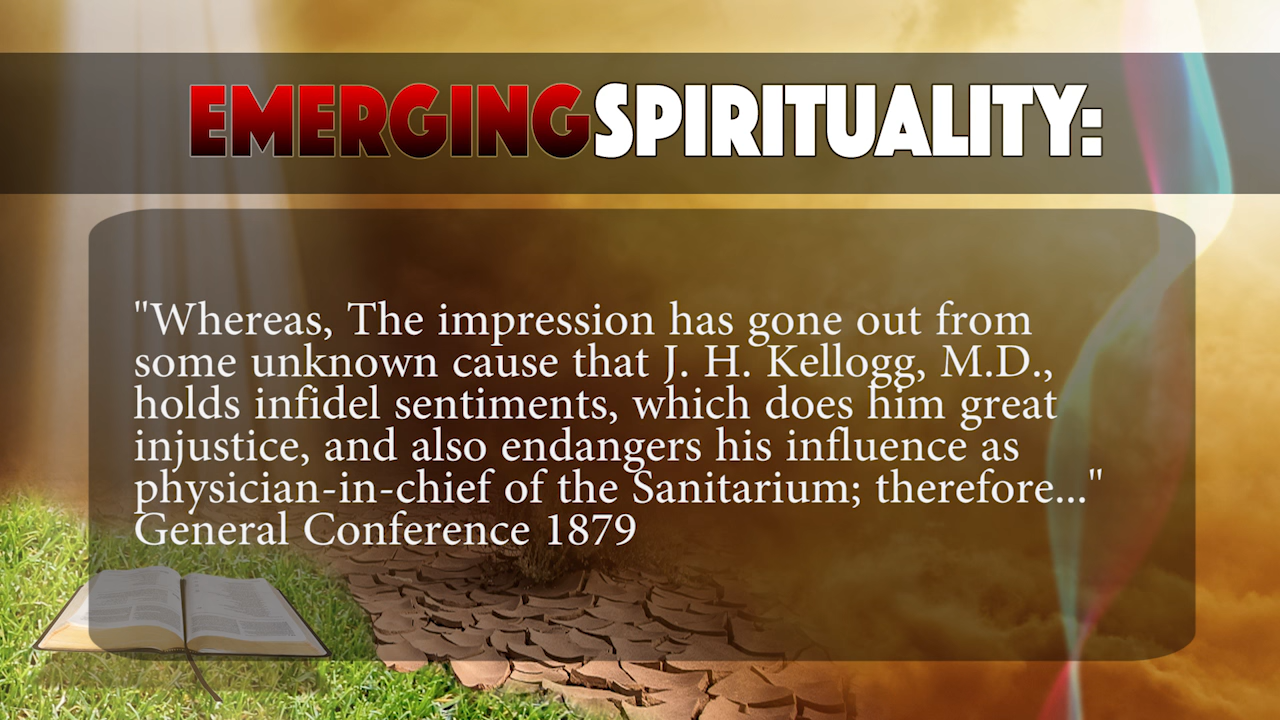 EMERGINGSPIRITUALITY:
"Whereas, The impression has gone out from
some unknown cause that J. H. Kellogg, M.D.,
holds infidel sentiments, which does him great
injustice, and also endangers his influence as
physician-in-chief of the Sanitarium; therefore..."
General Conference 1879